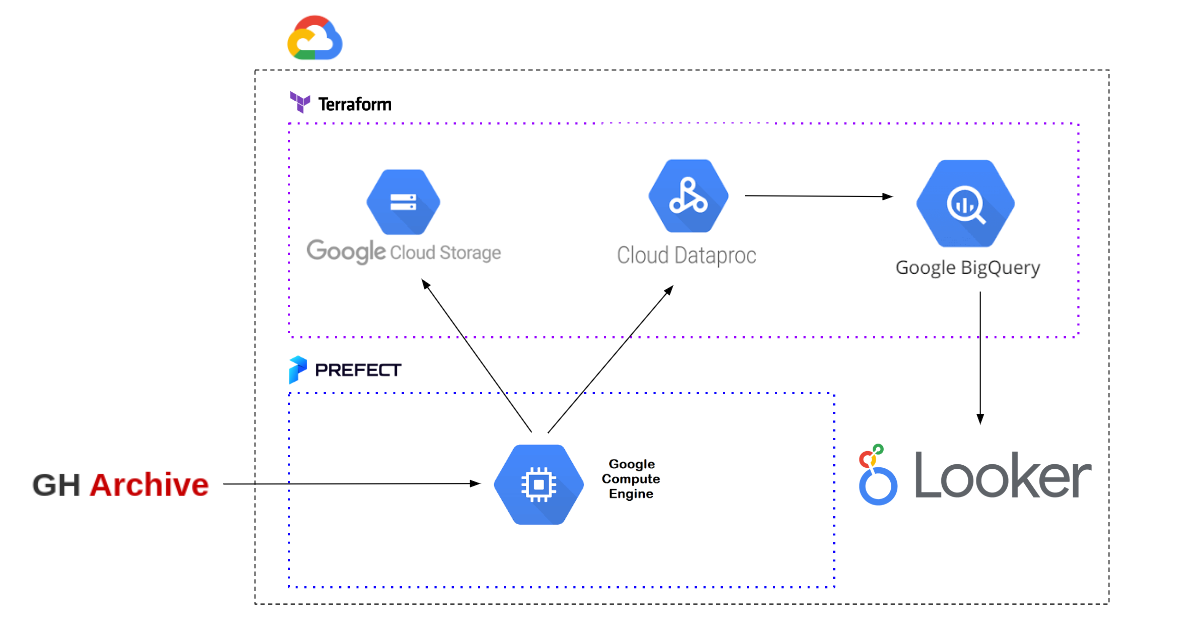 Terraform
Google Cloud Storage
Cloud Dataproc
Google BigQuery
PREFECT
GH Archive
Google
Compute
Engine
Looker